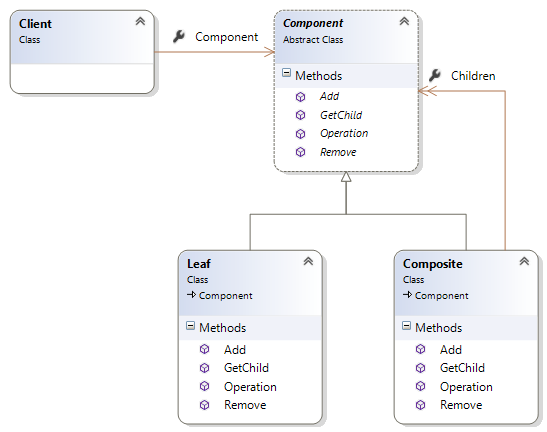 Client
Class
Component
Component
Abstract Class
Methods
Add
GetChild
Operation
Remove
Children
Leaf
Class
Component
Methods
Add
GetChild
Operation
Remove
Composite
Class
Component
Methods
Add
GetChild
Operation
Remove